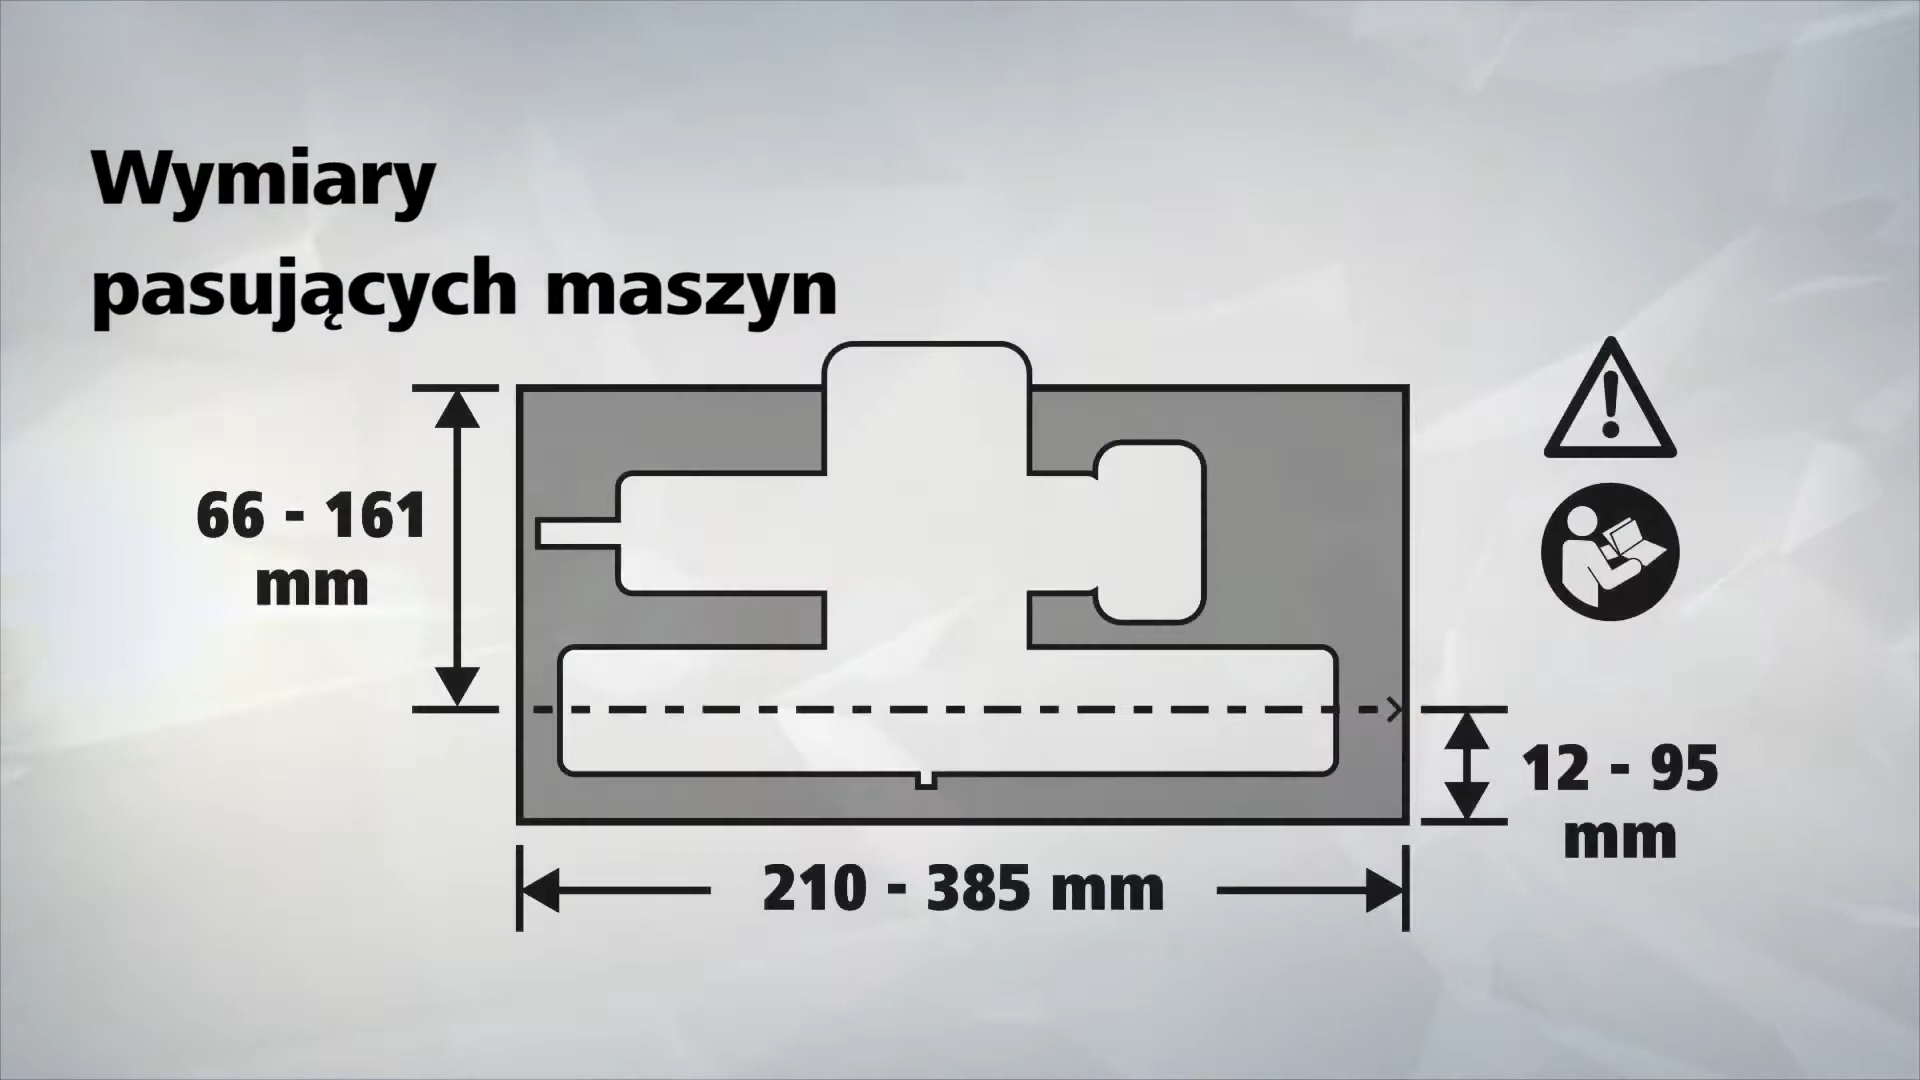 Wymiary
pasujących maszyn
66 - 161
mm
12 - 95
mm
210 - 385 mm